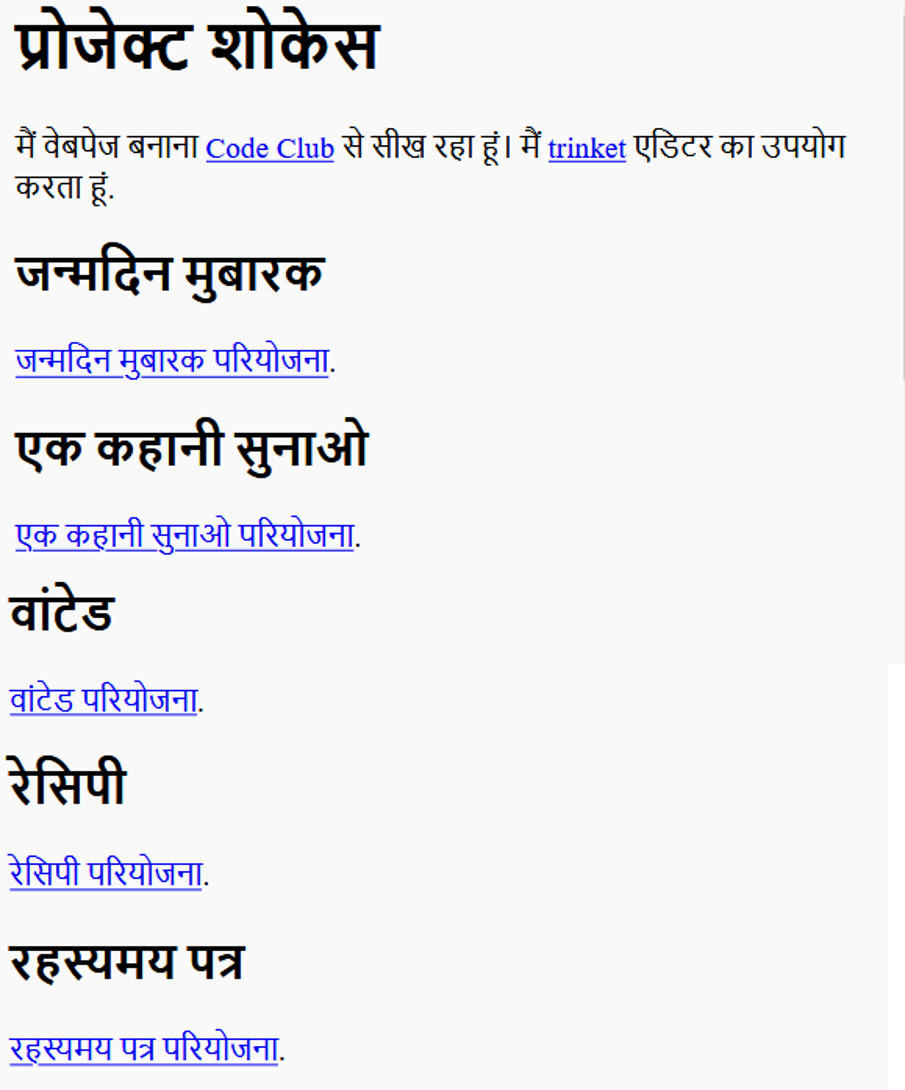 प्रोजेक्ट शोकेस
मैं वेबपेज बनाना Code Club से सीख रहा हूं। मैं trinket एडिटर का उपयोग
करता हूं.
जन्मदिन मुबारक
जन्मदिन मुबारक परियोजना.
एक कहानी सुनाओ
एक कहानी सुनाओ परियोजना.
वांटेड
वांटेड परियोजना.
रेसिपी
रेसिपी परियोजना.
रहस्यमय पत्र
रहस्यमय पत्र परियोजना.